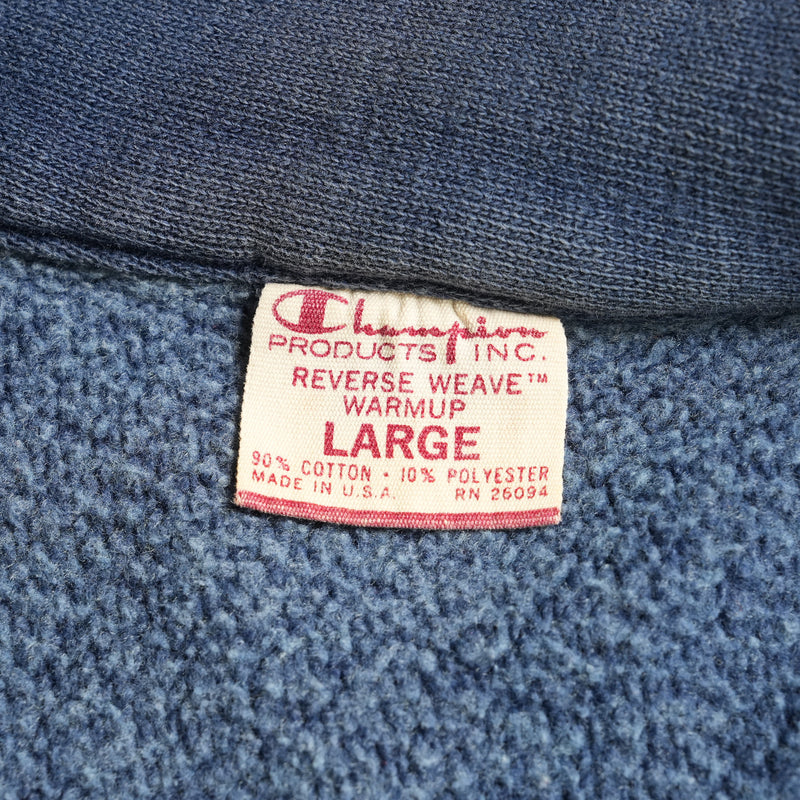 Champion
PRODUCTS INC.
REVERSE WEAVE™
WARMUP
LARGE
90% COTTON · 10% POLYESTER
MADE IN U.S.A. RN 26094